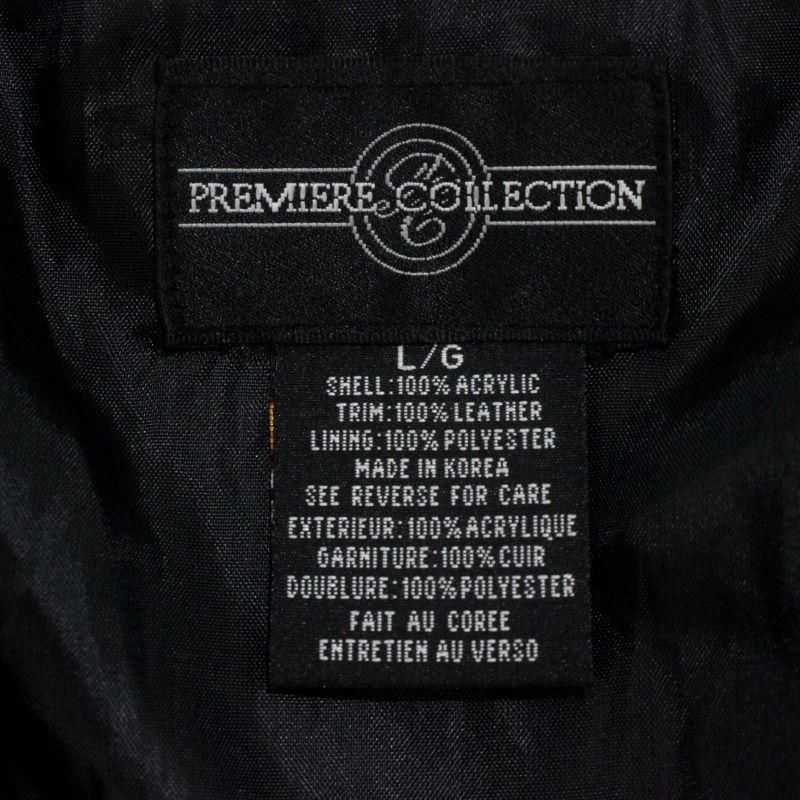 PREMIERE COLLECTION
L/G
SHELL:100% ACRYLIC
TRIM:100% LEATHER
LINING:100% POLYESTER
MADE IN KOREA
SEE REVERSE FOR CARE
EXTERIEUR:100% ACRYLIQUE
GARNITURE:100% CUIR
DOUBLURE:100% POLYESTER
FAIT AU COREE
ENTRETIEN AU VERSO